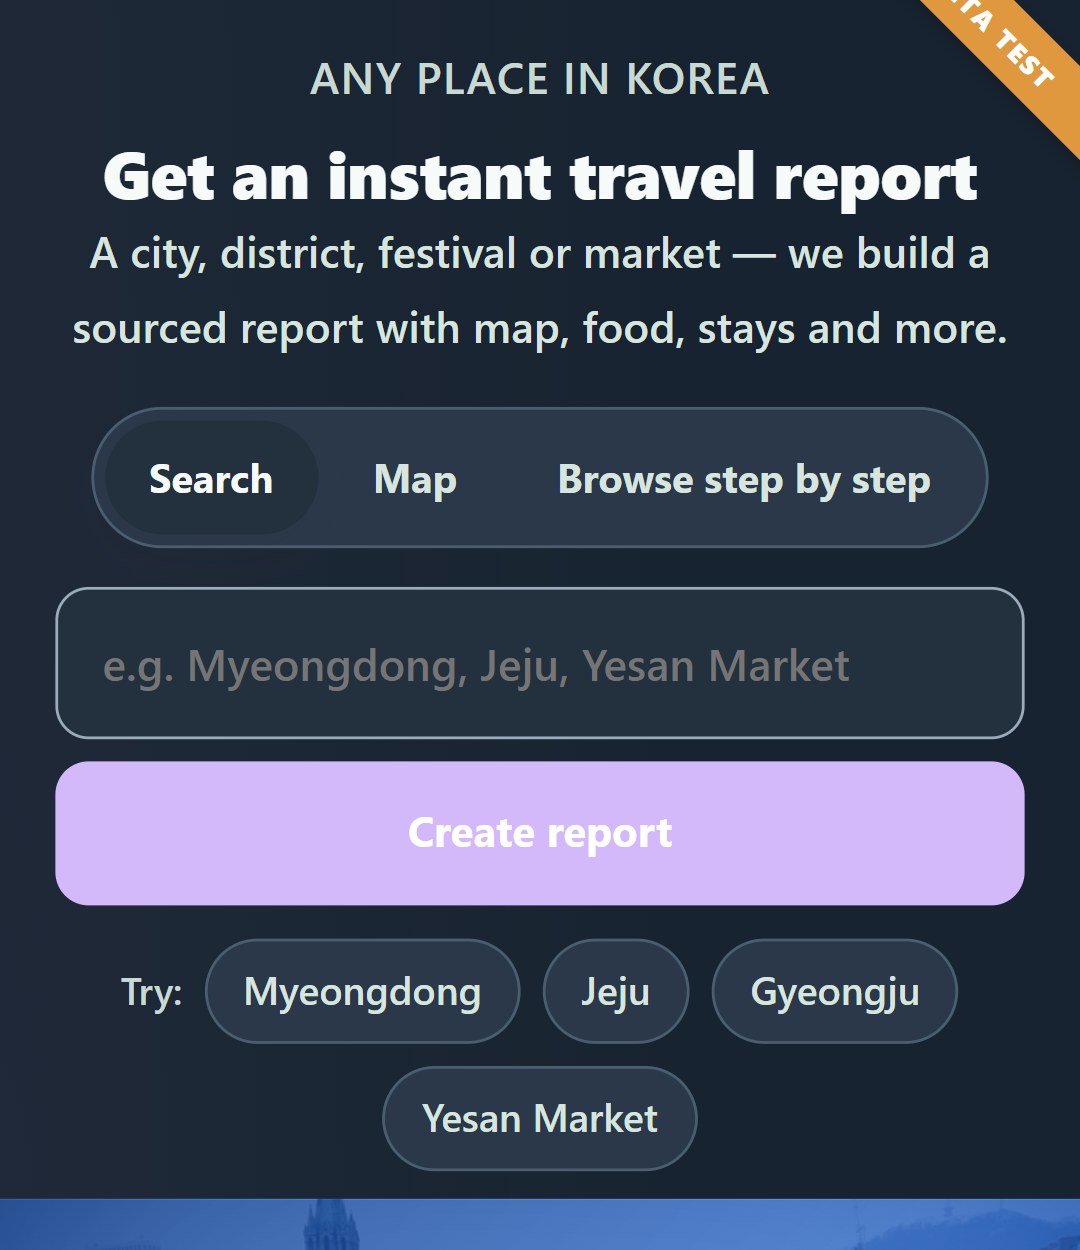 TA TEST
ANY PLACE IN KOREA
Get an instant travel report
A city, district, festival or market — we build a
sourced report with map, food, stays and more.
Search
Map
Browse step by step
e.g. Myeongdong, Jeju, Yesan Market
Create report
Try:
Myeongdong
Jeju
Gyeongju
Yesan Market